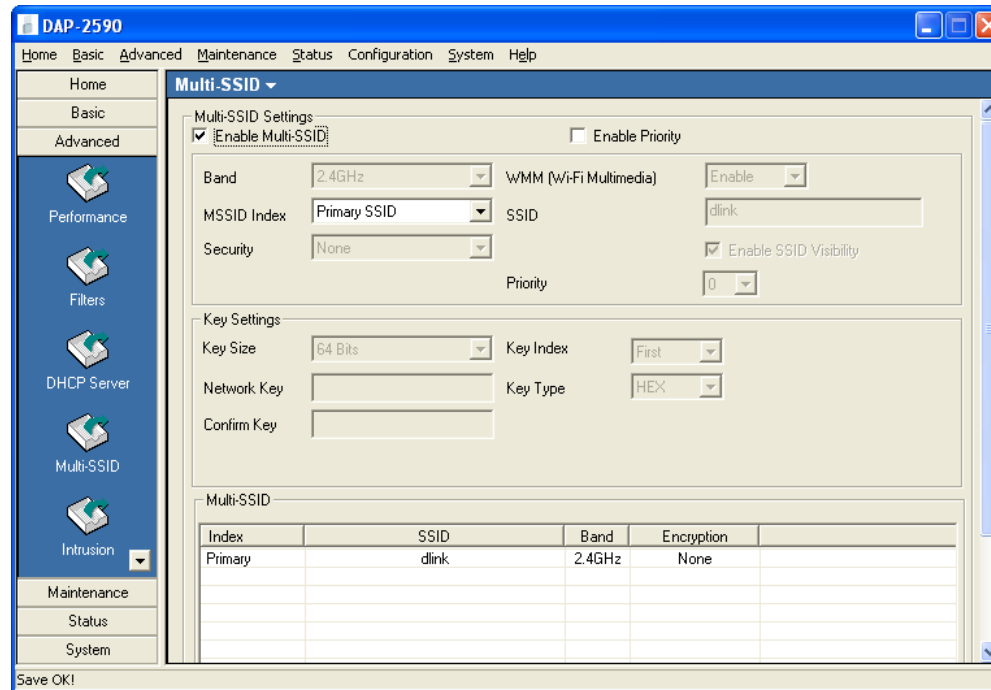 DAP-2590
Home Basic Advanced Maintenance Status Configuration System Help
Home
Basic
Advanced
Performance
Filters
DHCP Server
Multi-SSID
Intrusion
Maintenance
Status
System
Multi-SSID
Multi-SSID Settings
Enable Multi-SSID
Enable Priority
Band 2.4GHz WMM (Wi-Fi Multimedia) Enable
MSSID Index Primary SSID SSID dlink
Security None Enable SSID Visibility
Priority 0
Key Settings
Key Size 64 Bits Key Index First
Network Key Key Type HEX
Confirm Key
Multi-SSID
Index SSID Band Encryption
Primary dlink 2.4GHz None
Save OK!